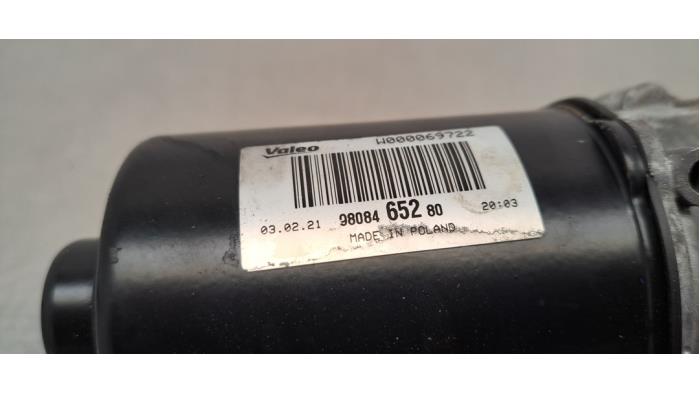 Valeo W000069722
03.02.21 98084 652 80 20:03
MADE IN POLAND